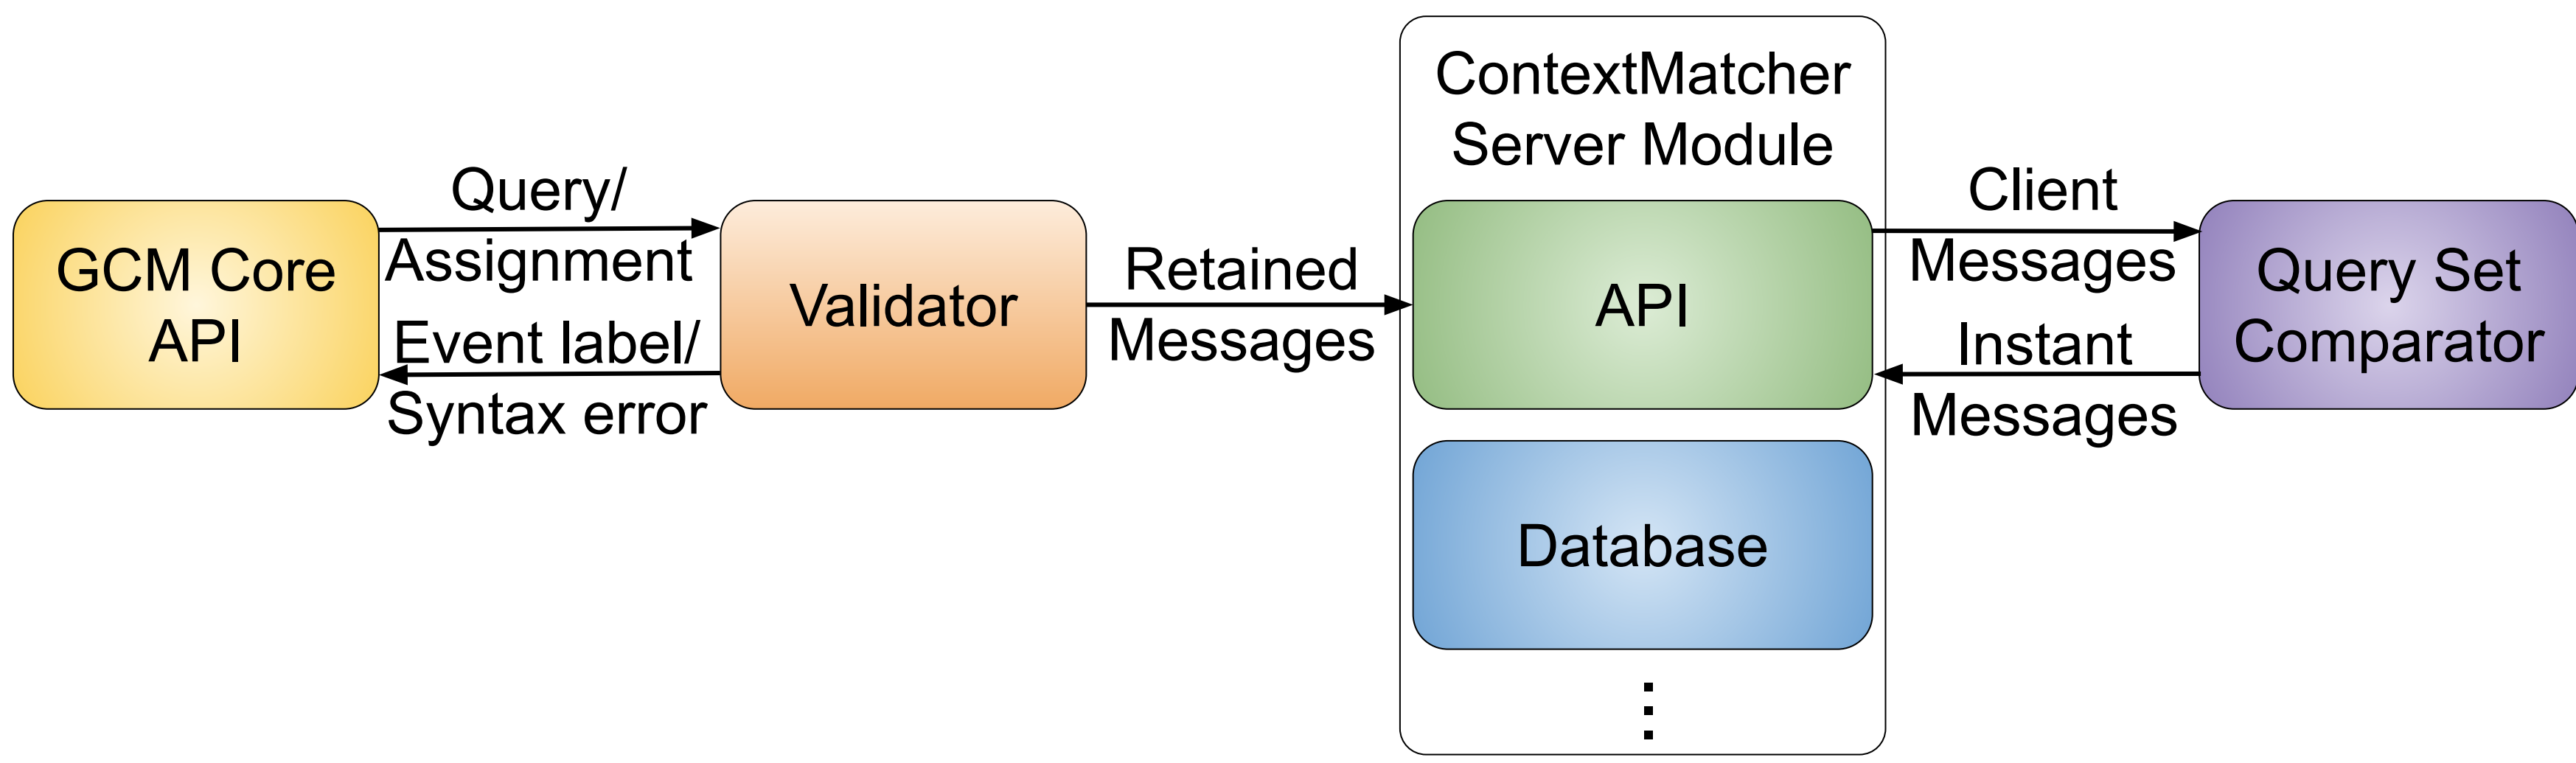 GCM Core
API
Query/
Assignment
Event label/
Syntax error
Validator
Retained
Messages
ContextMatcher
Server Module
API
Database
Client
Messages
Instant
Messages
Query Set
Comparator